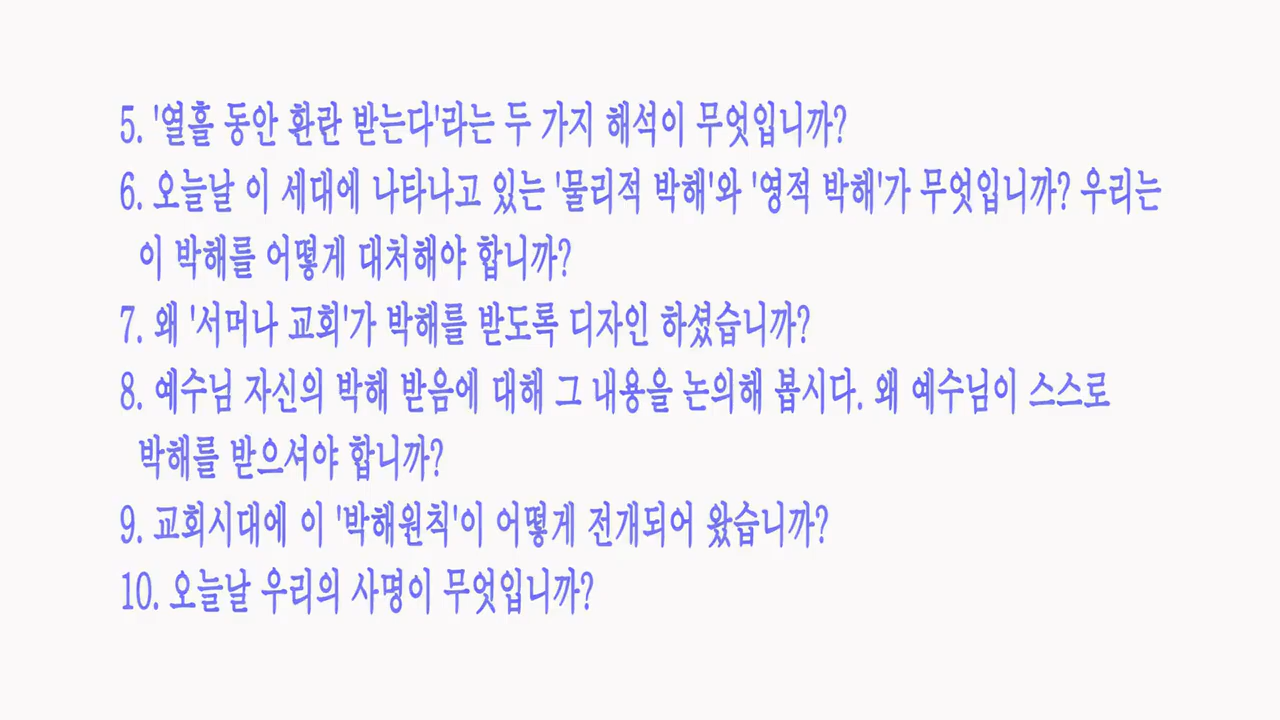 5. '열흘 동안 환란 받는다'라는 두 가지 해석이 무엇입니까?
6. 오늘날 이 세대에 나타나고 있는 '물리적 박해'와 '영적 박해'가 무엇입니까? 우리는
이 박해를 어떻게 대처해야 합니까?
7. 왜 '서머나 교회'가 박해를 받도록 디자인 하셨습니까?
8. 예수님 자신의 박해 받음에 대해 그 내용을 논의해 봅시다. 왜 예수님이 스스로
박해를 받으셔야 합니까?
9. 교회시대에 이 '박해원칙'이 어떻게 전개되어 왔습니까?
10. 오늘날 우리의 사명이 무엇입니까?